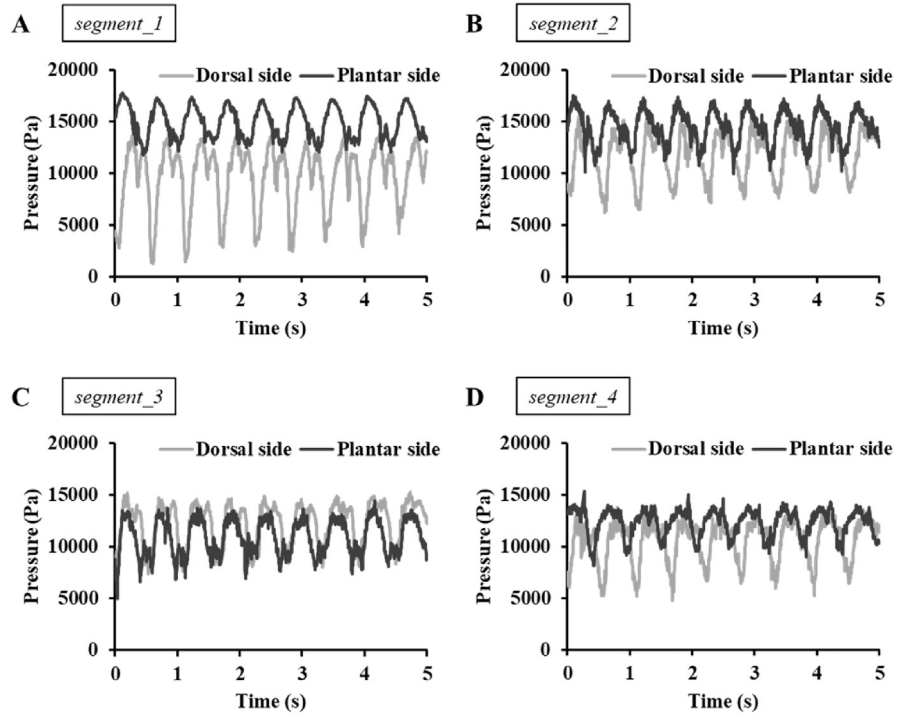 A segment_1
Dorsal side Plantar side
Pressure (Pa)
20000
15000
10000
5000
0
0 1 2 3 4 5
Time (s)
B segment_2
Dorsal side Plantar side
Pressure (Pa)
20000
15000
10000
5000
0
0 1 2 3 4 5
Time (s)
C segment_3
Dorsal side Plantar side
Pressure (Pa)
20000
15000
10000
5000
0
0 1 2 3 4 5
Time (s)
D segment_4
Dorsal side Plantar side
Pressure (Pa)
20000
15000
10000
5000
0
0 1 2 3 4 5
Time (s)